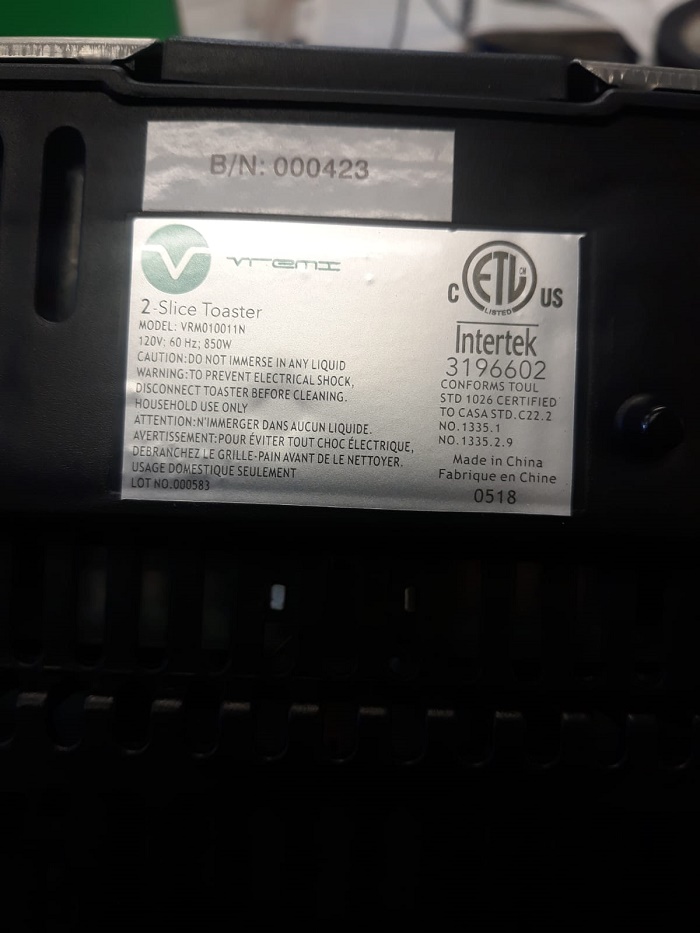 B/N: 000423
V
vremi
2-Slice Toaster
MODEL: VRM010011N
120V; 60 Hz; 850W
CAUTION:DO NOT IMMERSE IN ANY LIQUID
WARNING:TO PREVENT ELECTRICAL SHOCK,
DISCONNECT TOASTER BEFORE CLEANING.
HOUSEHOLD USE ONLY
ATTENTION:N'IMMERGER DANS AUCUN LIQUIDE.
AVERTISSEMENT:POUR ÉVITER TOUT CHOC ÉLECTRIQUE,
DEBRANCHEZ LE GRILLE-PAIN AVANT DE LE NETTOYER.
USAGE DOMESTIQUE SEULEMENT
LOT NO.000583
C ETL CM US
LISTED
Intertek
3196602
CONFORMS TOUL
STD 1026 CERTIFIED
TO CASA STD.C22.2
NO.1335.1
NO.1335.2.9
Made in China
Fabrique en Chine
0518